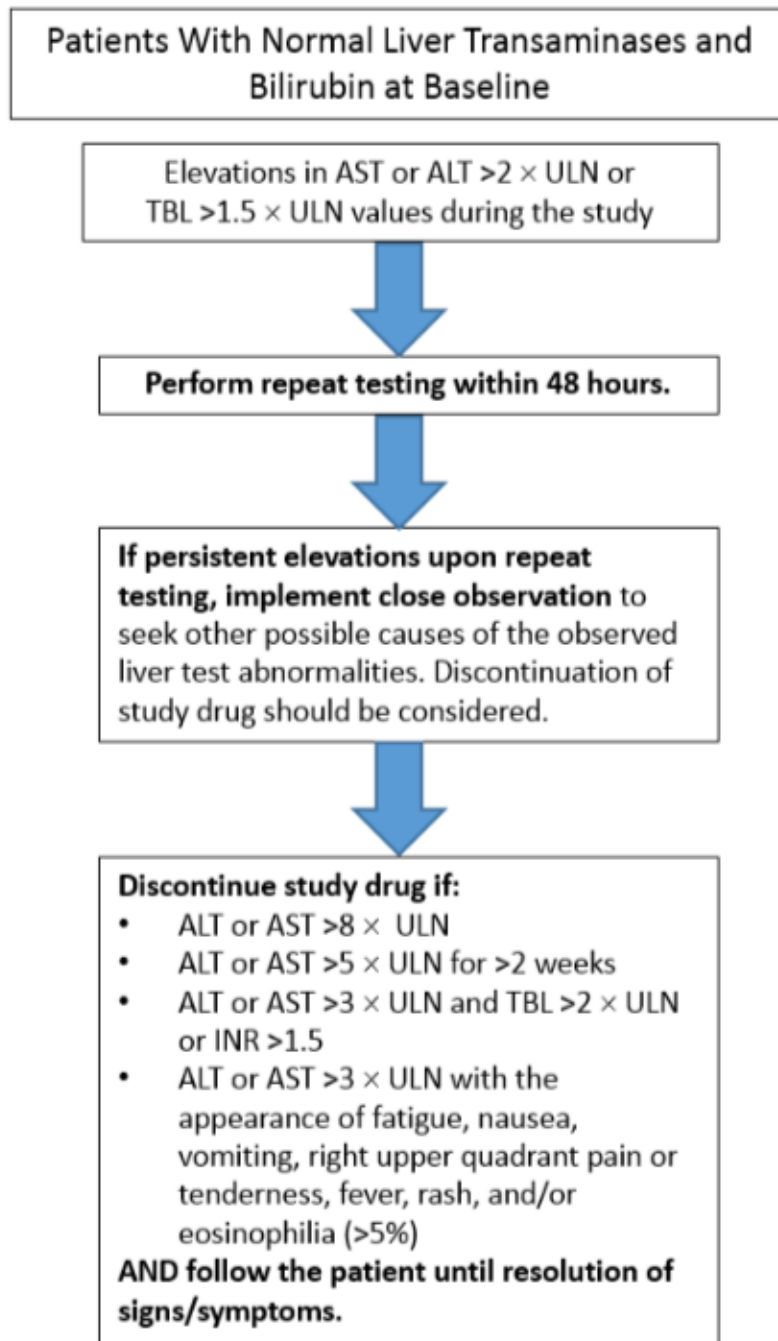 Patients With Normal Liver Transaminases and
Bilirubin at Baseline
Elevations in AST or ALT >2 × ULN or
TBL >1.5 × ULN values during the study
Perform repeat testing within 48 hours.
If persistent elevations upon repeat
testing, implement close observation to
seek other possible causes of the observed
liver test abnormalities. Discontinuation of
study drug should be considered.
Discontinue study drug if:
• ALT or AST >8 × ULN
• ALT or AST >5 × ULN for >2 weeks
• ALT or AST >3 × ULN and TBL >2 × ULN
or INR >1.5
• ALT or AST >3 × ULN with the
appearance of fatigue, nausea,
vomiting, right upper quadrant pain or
tenderness, fever, rash, and/or
eosinophilia (>5%)
AND follow the patient until resolution of
signs/symptoms.